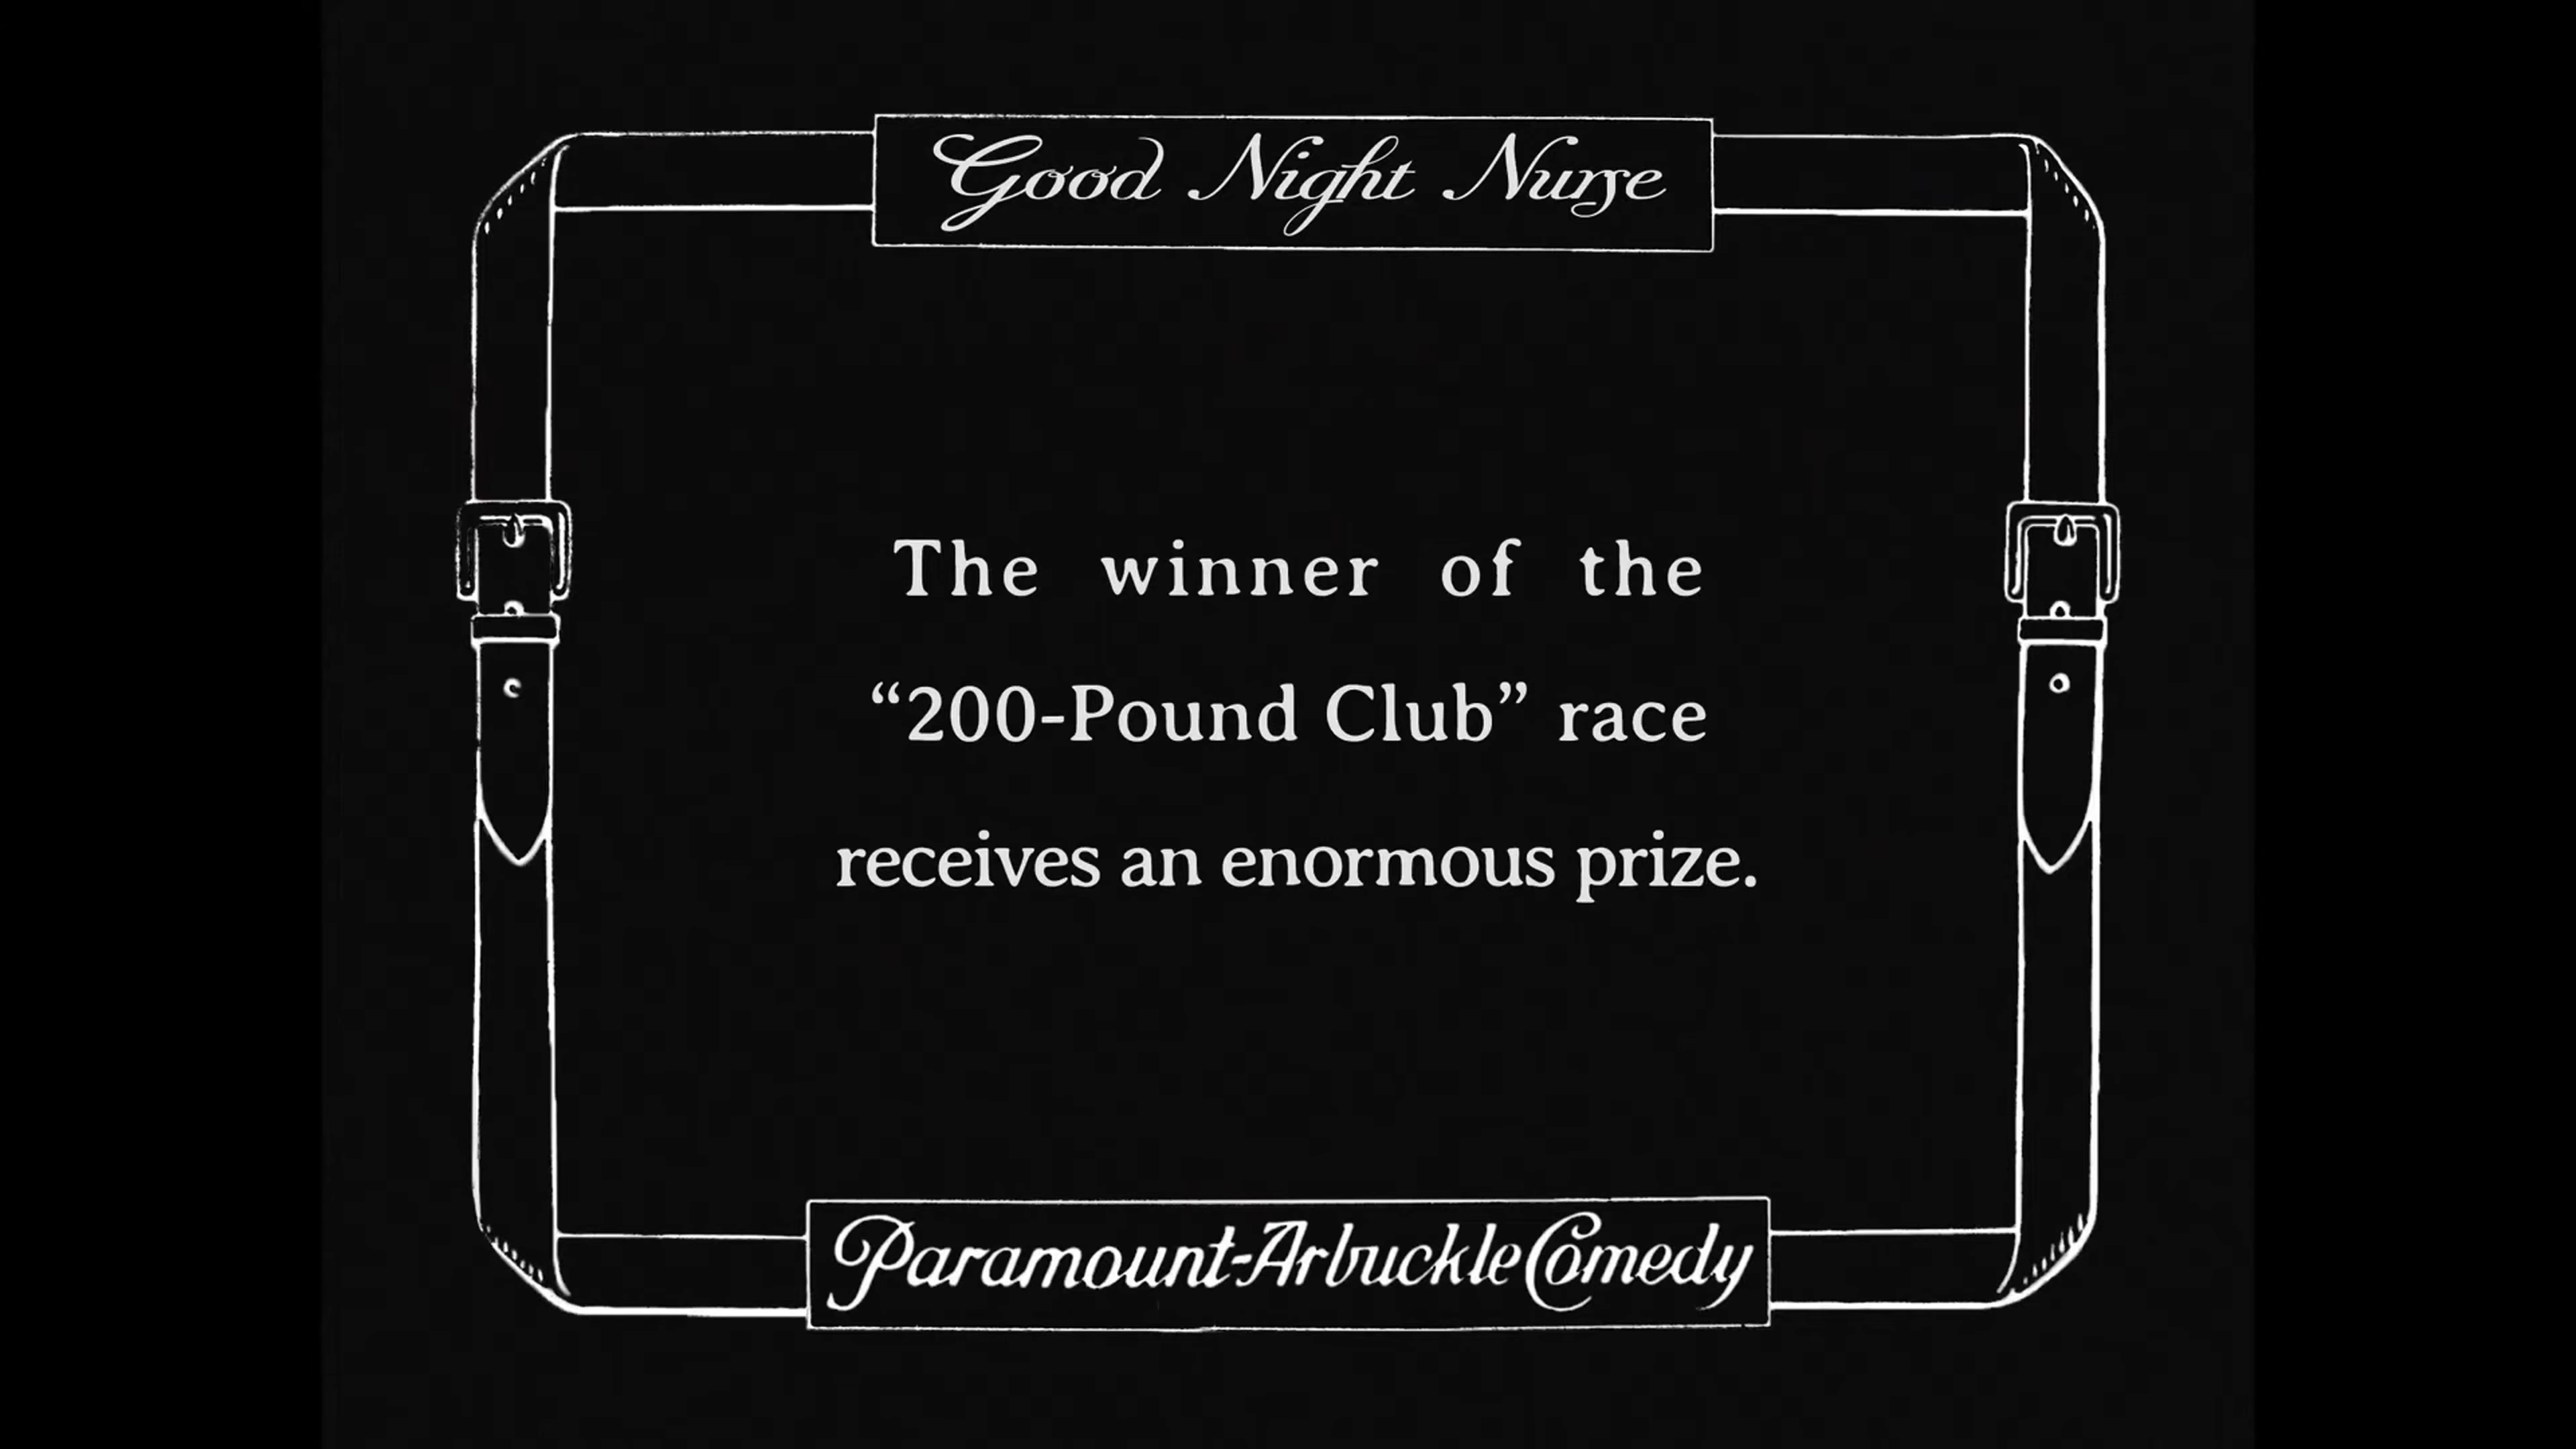 Good Night Nurse
The winner of the
“200-Pound Club” race
receives an enormous prize.
Paramount-Arbuckle Comedy